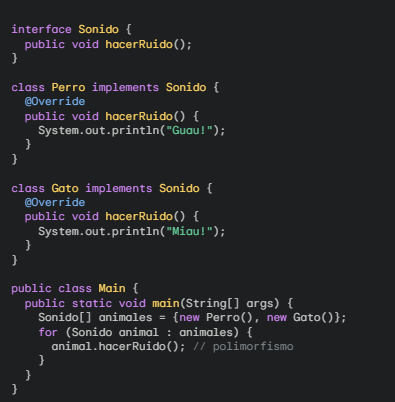 interface Sonido {
  public void hacerRuido();
}

class Perro implements Sonido {
  @Override
  public void hacerRuido() {
    System.out.println("Guau!");
  }
}

class Gato implements Sonido {
  @Override
  public void hacerRuido() {
    System.out.println("Miau!");
  }
}

public class Main {
  public static void main(String[] args) {
    Sonido[] animales = {new Perro(), new Gato()};
    for (Sonido animal : animales) {
      animal.hacerRuido(); // polimorfismo
    }
  }
}